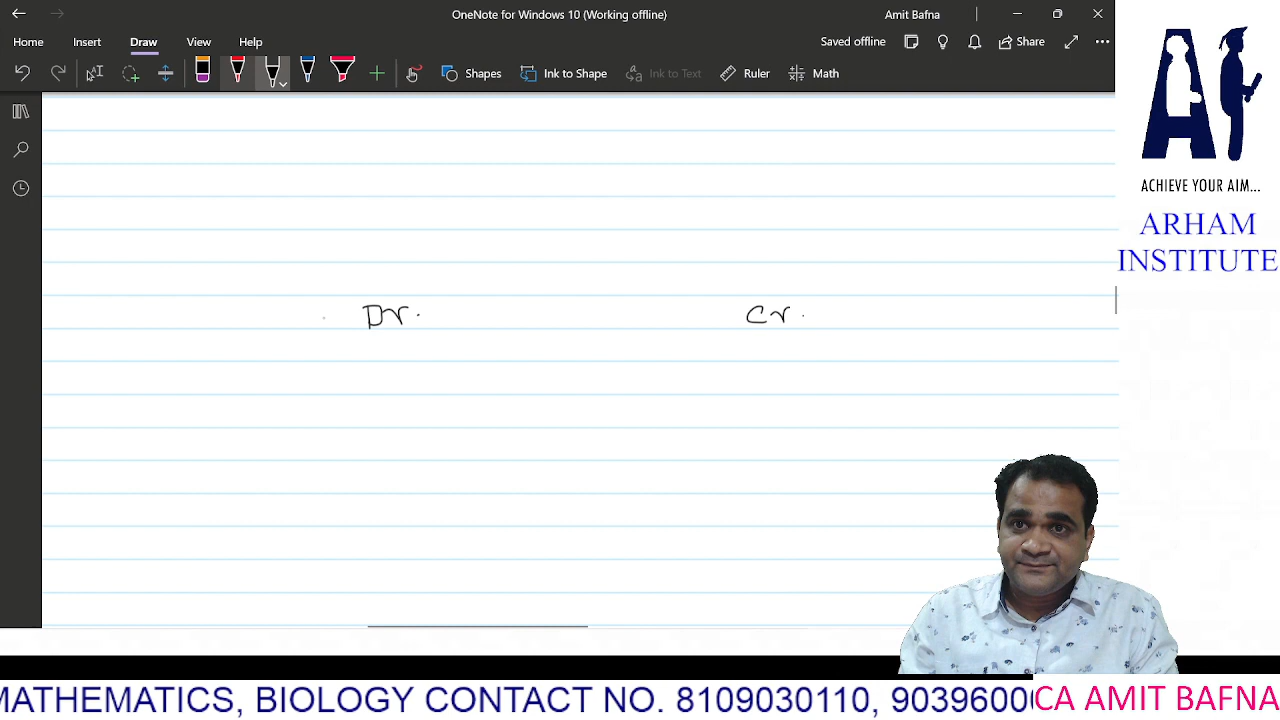 OneNote for Windows 10 (Working offline)
Amit Bafna
Home Insert Draw View Help
Saved offline
Share
Shapes
Ink to Shape
Ink to Text
Ruler
Math
ACHIEVE YOUR AIM...
ARHAM
INSTITUTE
Dr. Cr.
MATHEMATICS, BIOLOGY CONTACT NO. 8109030110, 90396000
CA AMIT BAFNA